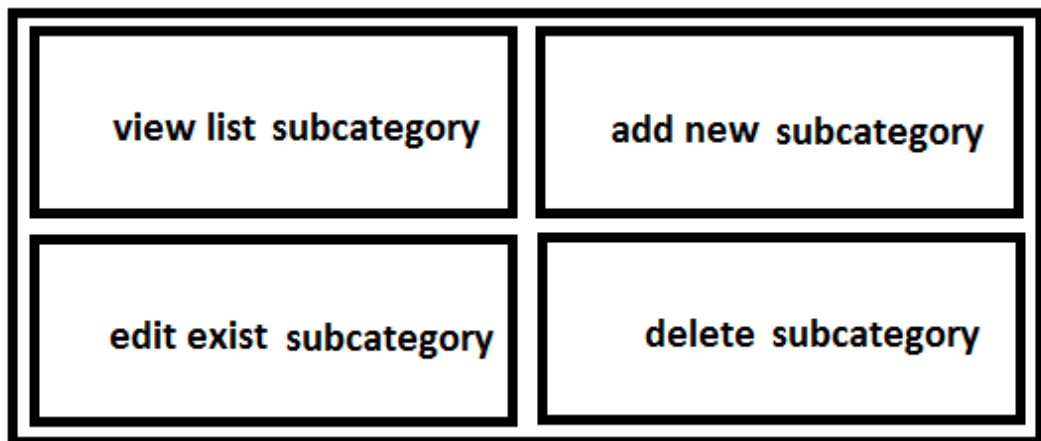 view list subcategory
add new subcategory
edit exist subcategory
delete subcategory